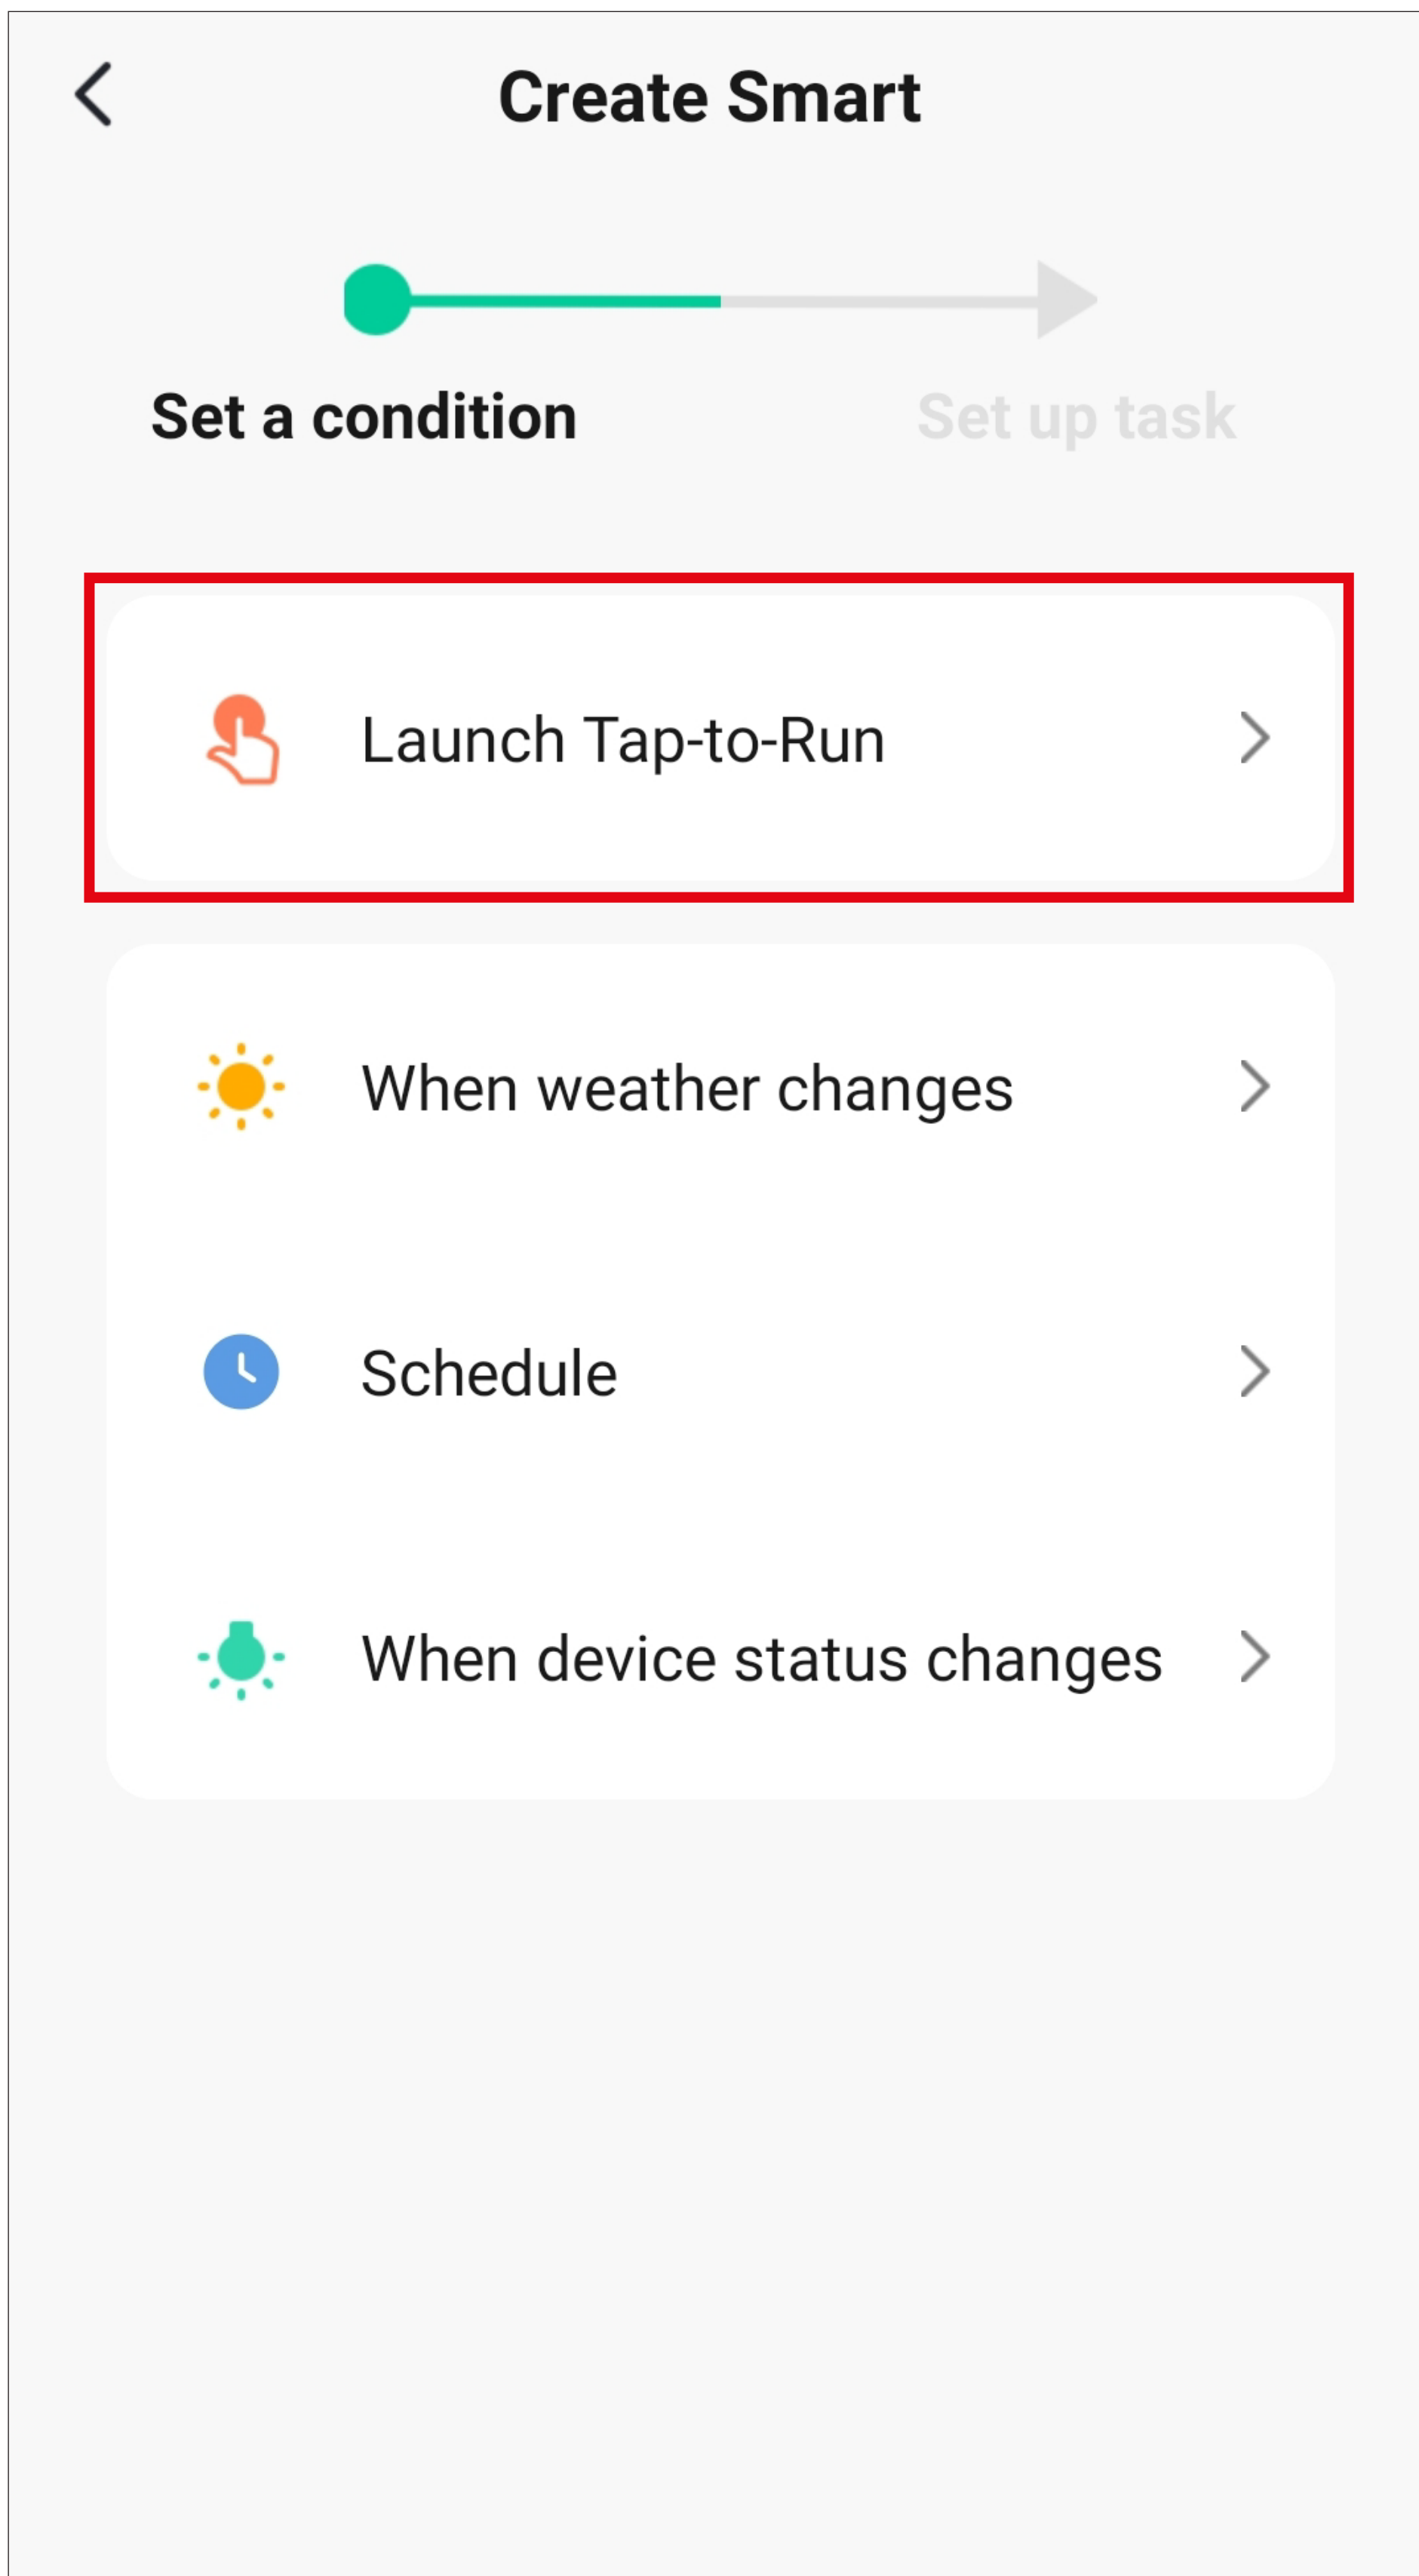 Create Smart
Set a condition
Set up task
Launch Tap-to-Run
When weather changes
Schedule
When device status changes